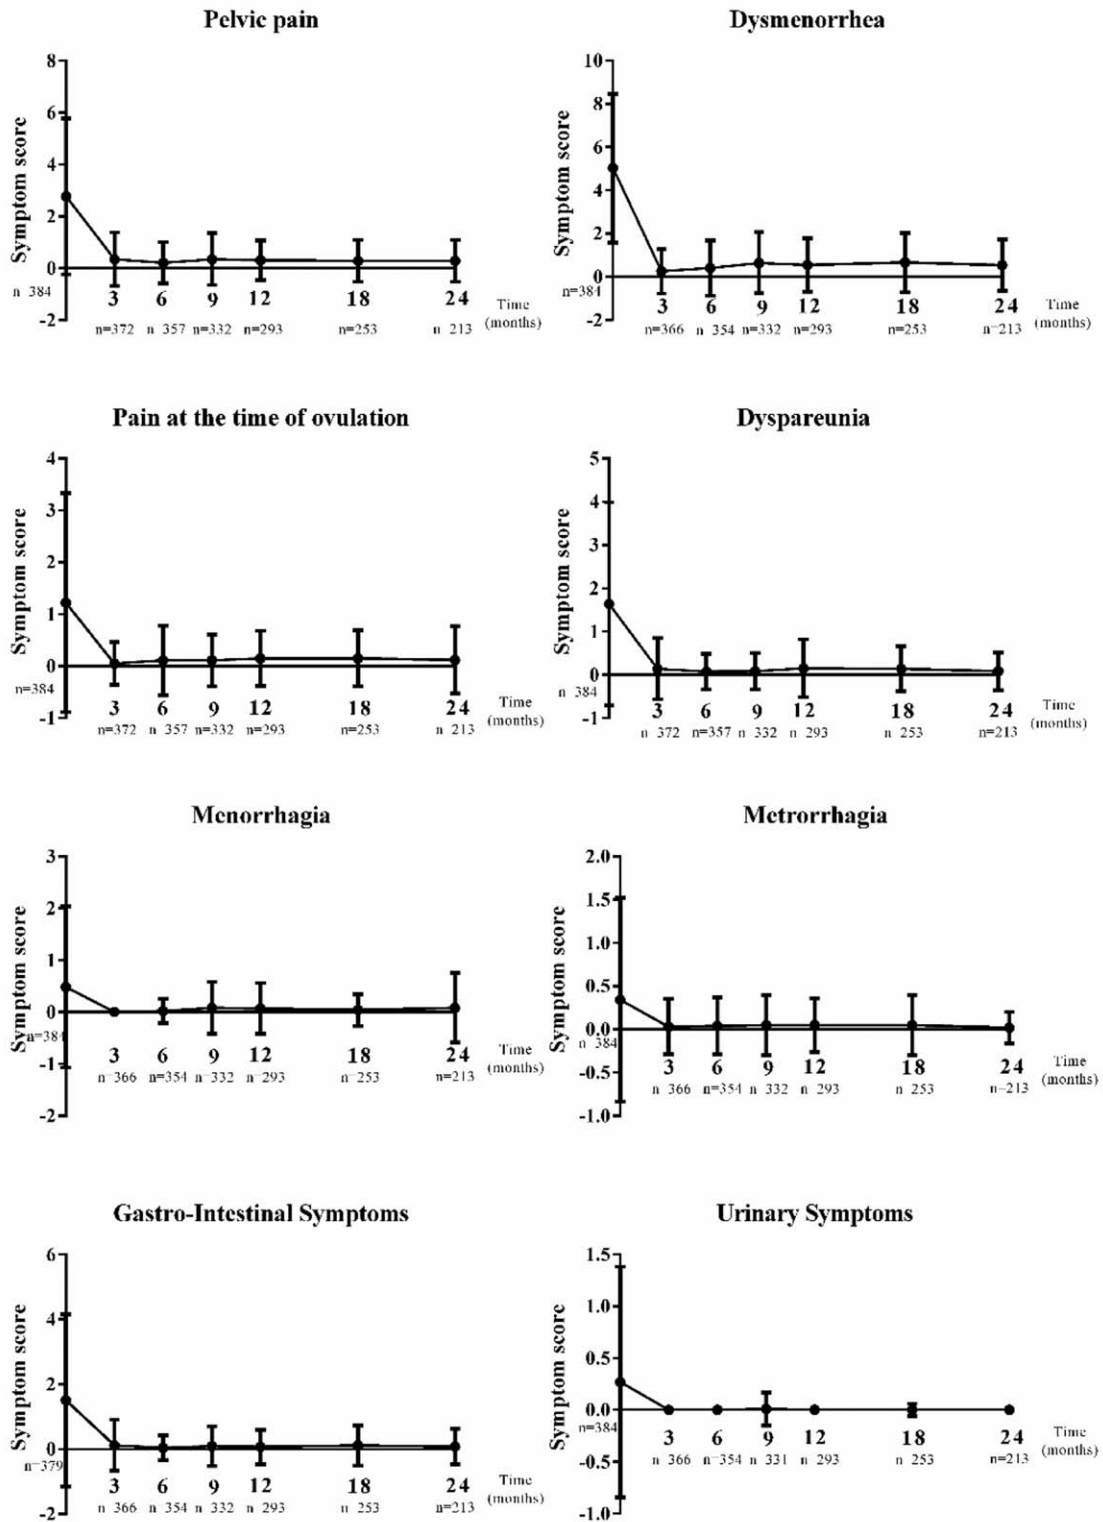 Pelvic pain
8
6
4
2
0
-2
Symptom score
n 384
3 6 9 12 18 24
Time
(months)
n=372 n 357 n=332 n=293 n=253 n 213
Dysmenorrhea
10
8
6
4
2
0
-2
Symptom score
n=384
3 6 9 12 18 24
Time
(months)
n=366 n 354 n=332 n=293 n=253 n=213
Pain at the time of ovulation
4
3
2
1
0
-1
Symptom score
n=384
3 6 9 12 18 24
Time
(months)
n=372 n 357 n=332 n=293 n=253 n 213
Dyspareunia
5
4
3
2
1
0
-1
Symptom score
n 384
3 6 9 12 18 24
Time
(months)
n 372 n=357 n 332 n 293 n 253 n=213
Menorrhagia
3
2
1
0
-1
-2
Symptom score
n=384
3 6 9 12 18 24
Time
(months)
n=366 n=354 n=332 n=293 n=253 n=213
Metrorrhagia
2.0
1.5
1.0
0.5
0.0
-0.5
-1.0
Symptom score
n 384
3 6 9 12 18 24
Time
(months)
n 366 n=354 n 332 n 293 n 253 n=213
Gastro-Intestinal Symptoms
6
4
2
0
-2
Symptom score
n=379
3 6 9 12 18 24
Time
(months)
n 366 n 354 n 332 n 293 n 253 n=213
Urinary Symptoms
1.5
1.0
0.5
0.0
-0.5
-1.0
Symptom score
n=384
3 6 9 12 18 24
Time
(months)
n 366 n=354 n 331 n 293 n 253 n=213